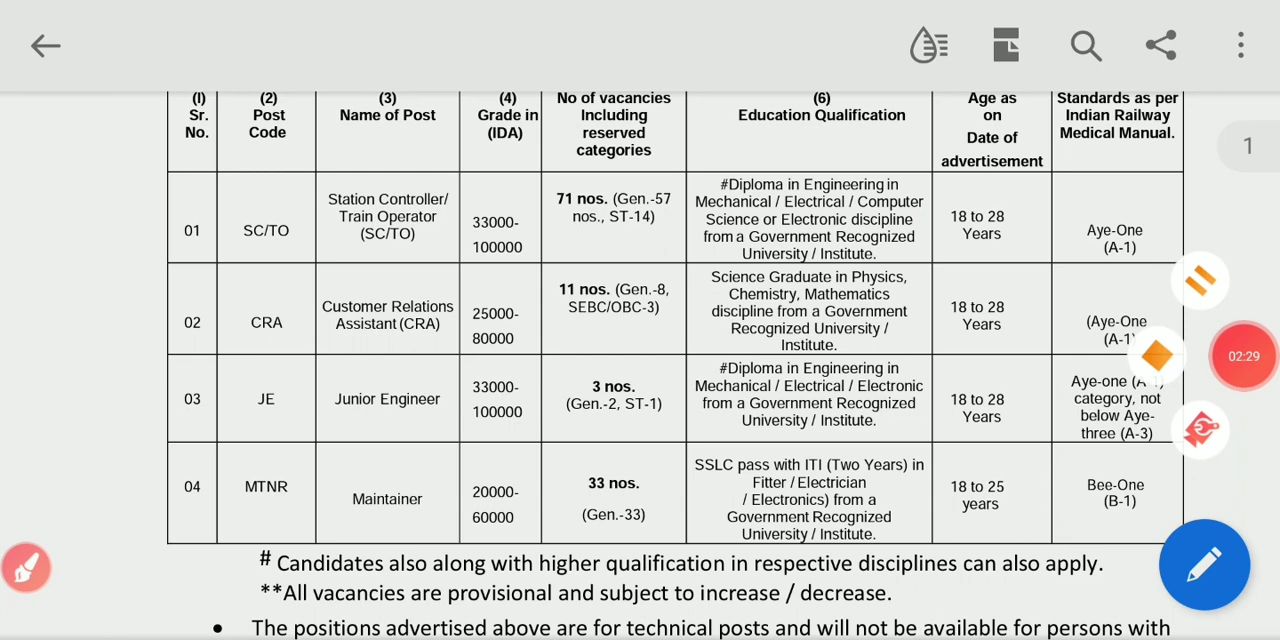 1
(I)
Sr.
No.
(2)
Post
Code
(3)
Name of Post
(4)
Grade in
(IDA)
No of vacancies
Including
reserved
categories
(6)
Education Qualification
Age as
on
Date of
advertisement
Standards as per
Indian Railway
Medical Manual.
01
SC/TO
Station Controller/
Train Operator
(SC/TO)
33000-
100000
71 nos. (Gen.-57
nos., ST-14)
#Diploma in Engineering in
Mechanical / Electrical / Computer
Science or Electronic discipline
from a Government Recognized
University / Institute.
18 to 28
Years
Aye-One
(A-1)
02
CRA
Customer Relations
Assistant (CRA)
25000-
80000
11 nos. (Gen.-8,
SEBC/OBC-3)
Science Graduate in Physics,
Chemistry, Mathematics
discipline from a Government
Recognized University /
Institute.
18 to 28
Years
(Aye-One
(A-1)
03
JE
Junior Engineer
33000-
100000
3 nos.
(Gen.-2, ST-1)
#Diploma in Engineering in
Mechanical / Electrical / Electronic
from a Government Recognized
University / Institute.
18 to 28
Years
Aye-one (A-1)
category, not
below Aye-
three (A-3)
04
MTNR
Maintainer
20000-
60000
33 nos.
(Gen.-33)
SSLC pass with ITI (Two Years) in
Fitter / Electrician
/ Electronics) from a
Government Recognized
University / Institute.
18 to 25
years
Bee-One
(B-1)
02:29
# Candidates also along with higher qualification in respective disciplines can also apply.
**All vacancies are provisional and subject to increase / decrease.
• The positions advertised above are for technical posts and will not be available for persons with